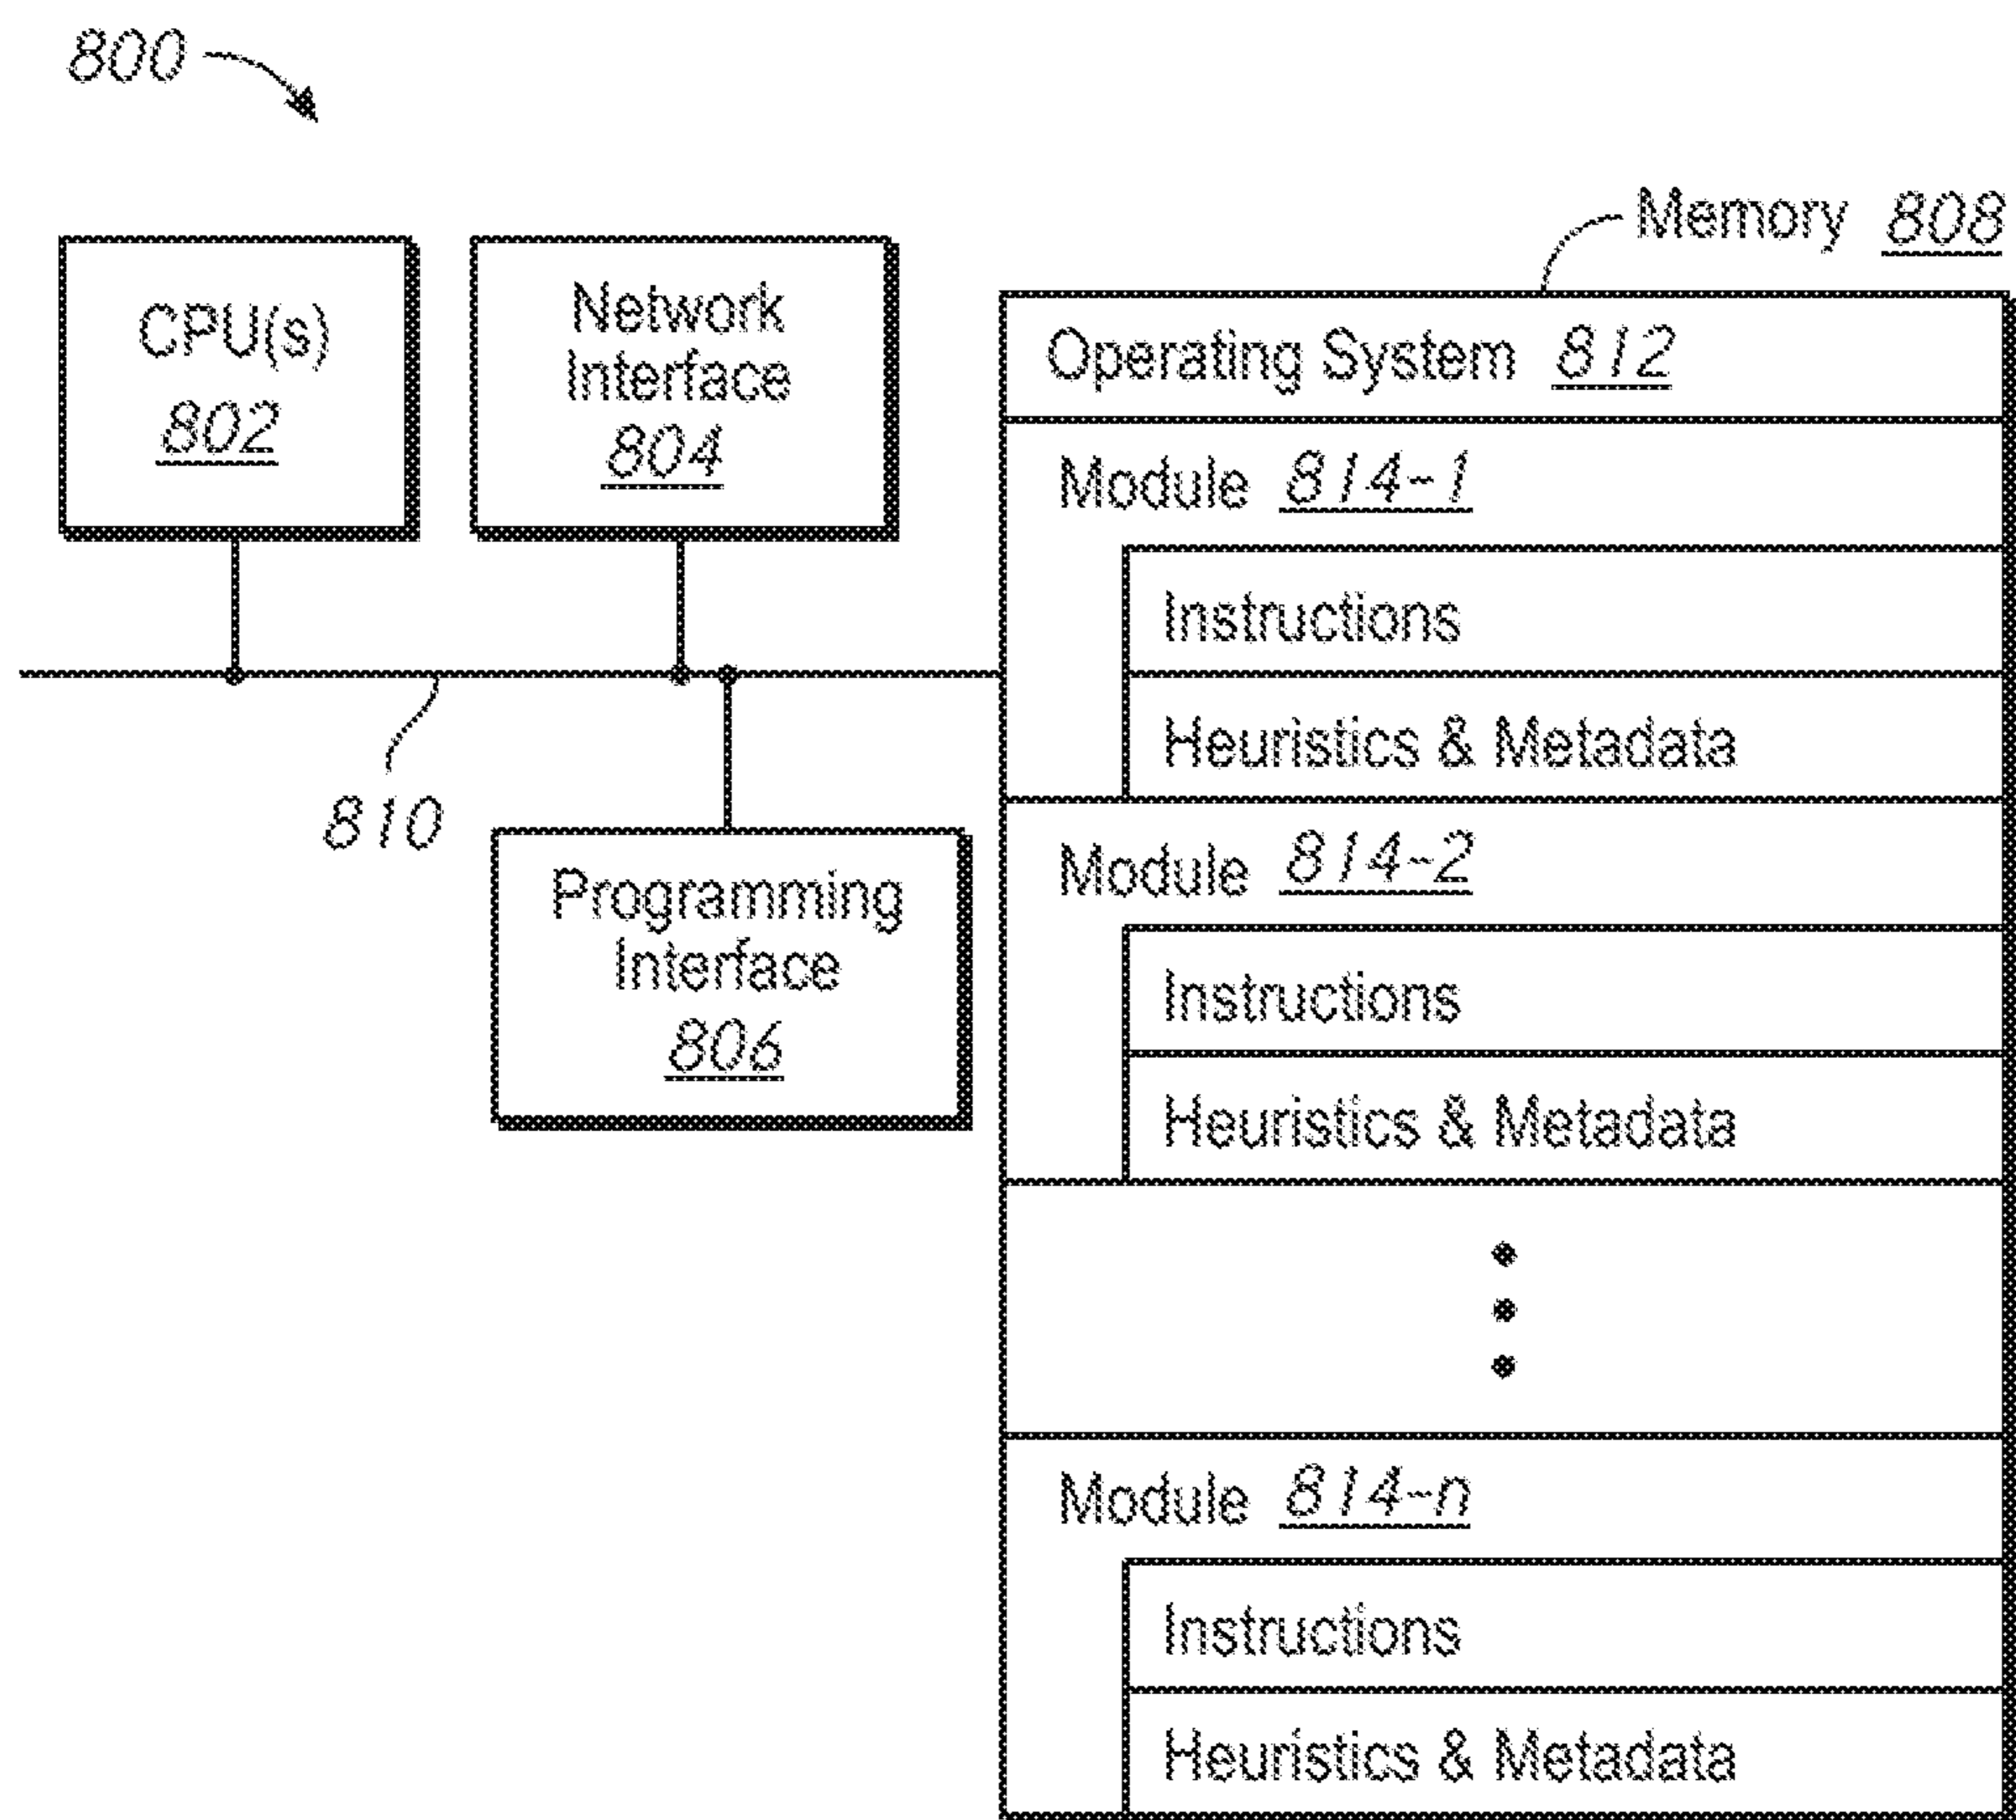 800
Memory 808
CPU(s)
802
Network
Interface
804
810
Programming
Interface
806
Operating System 812
Module 814-1
Instructions
Heuristics & Metadata
Module 814-2
Instructions
Heuristics & Metadata
Module 814-n
Instructions
Heuristics & Metadata